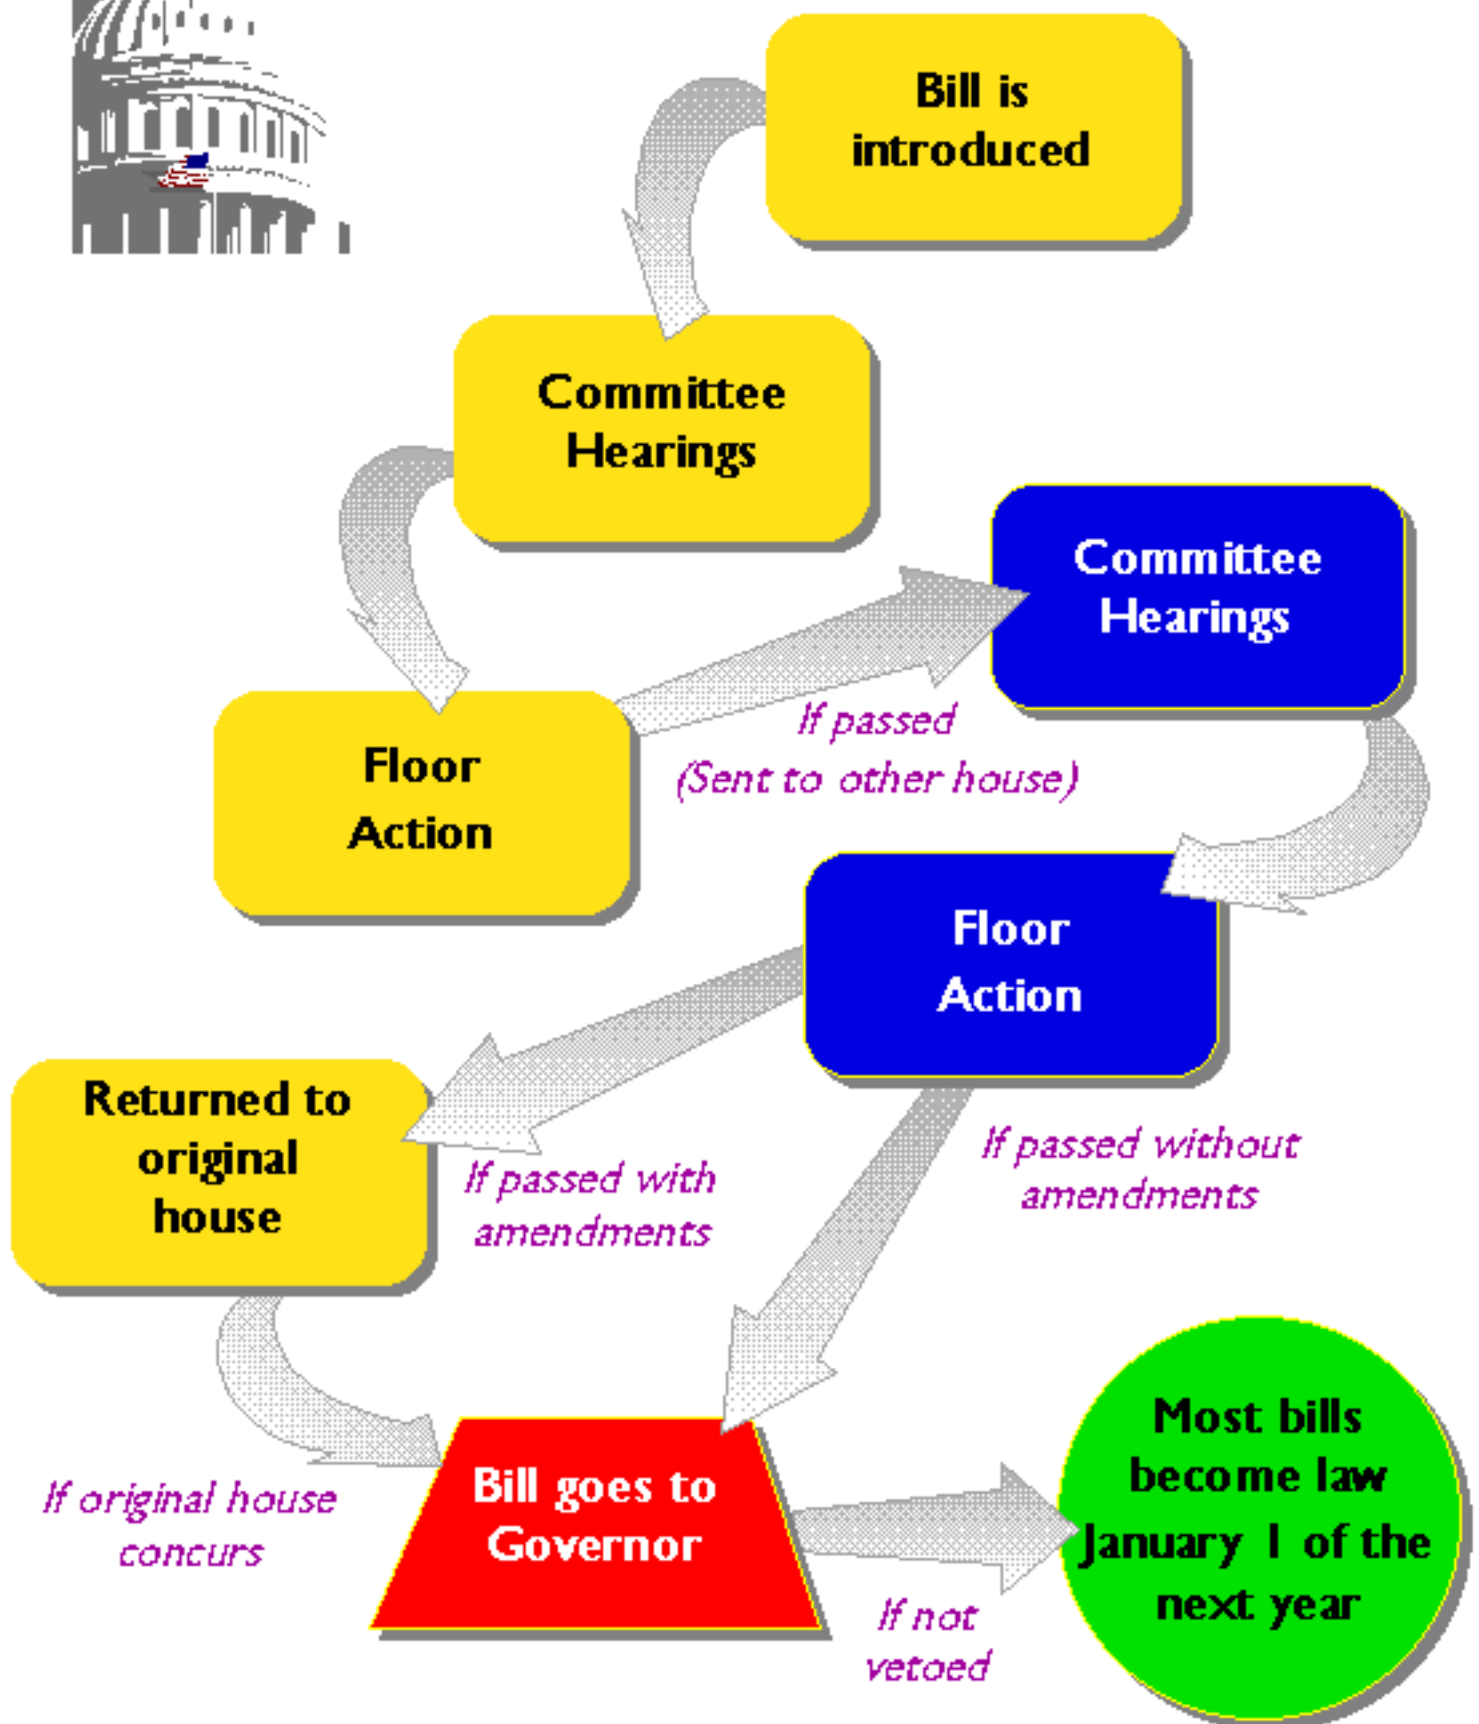 Bill is
introduced
Committee
Hearings
Committee
Hearings
If passed
(Sent to other house)
Floor
Action
Floor
Action
Returned to
original
house
If passed with
amendments
If passed without
amendments
If original house
concurs
Bill goes to
Governor
If not
vetoed
Most bills
become law
January 1 of the
next year